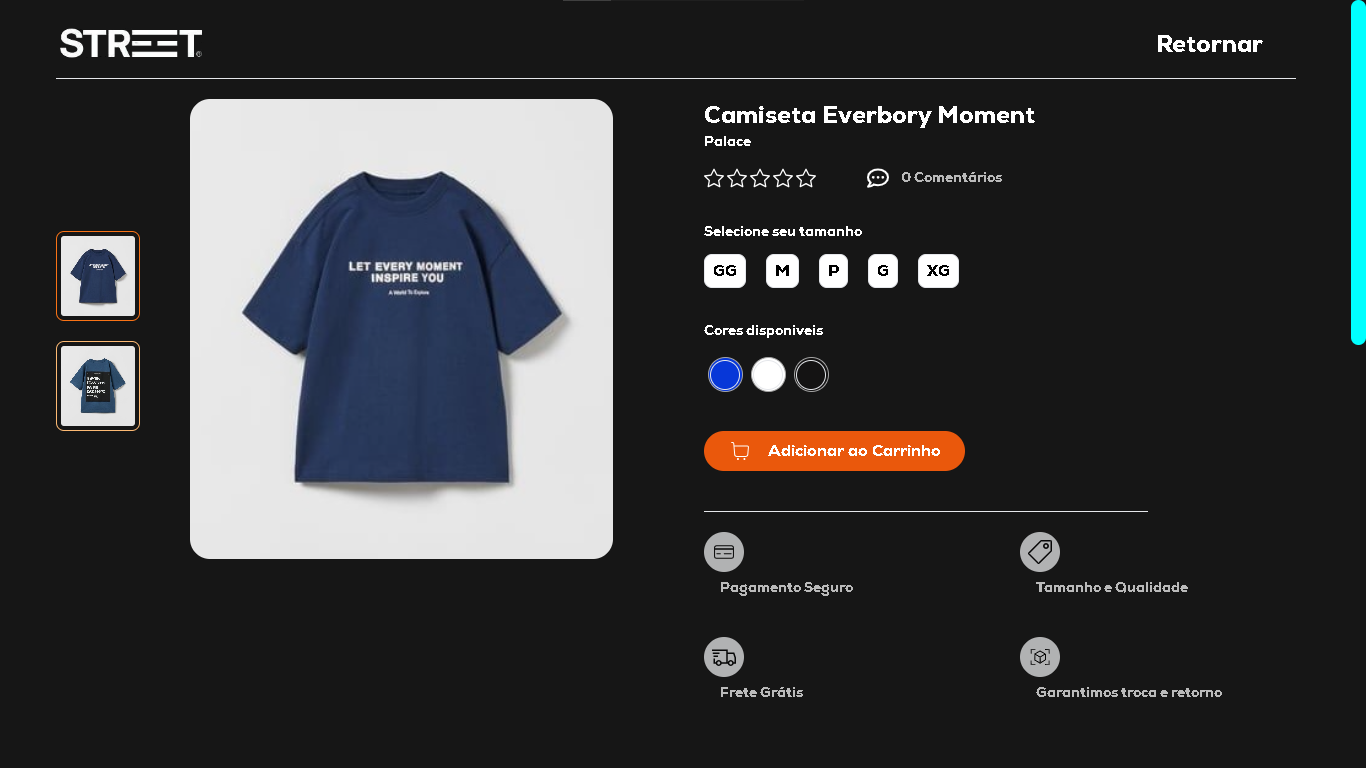 STREET
Retornar
Camiseta Everbory Moment
Palace
0 Comentários
LET EVERY MOMENT
INSPIRE YOU
A World To Explore
Selecione seu tamanho
GG M P G XG
Cores disponiveis
Adicionar ao Carrinho
Pagamento Seguro
Tamanho e Qualidade
Frete Grátis
Garantimos troca e retorno